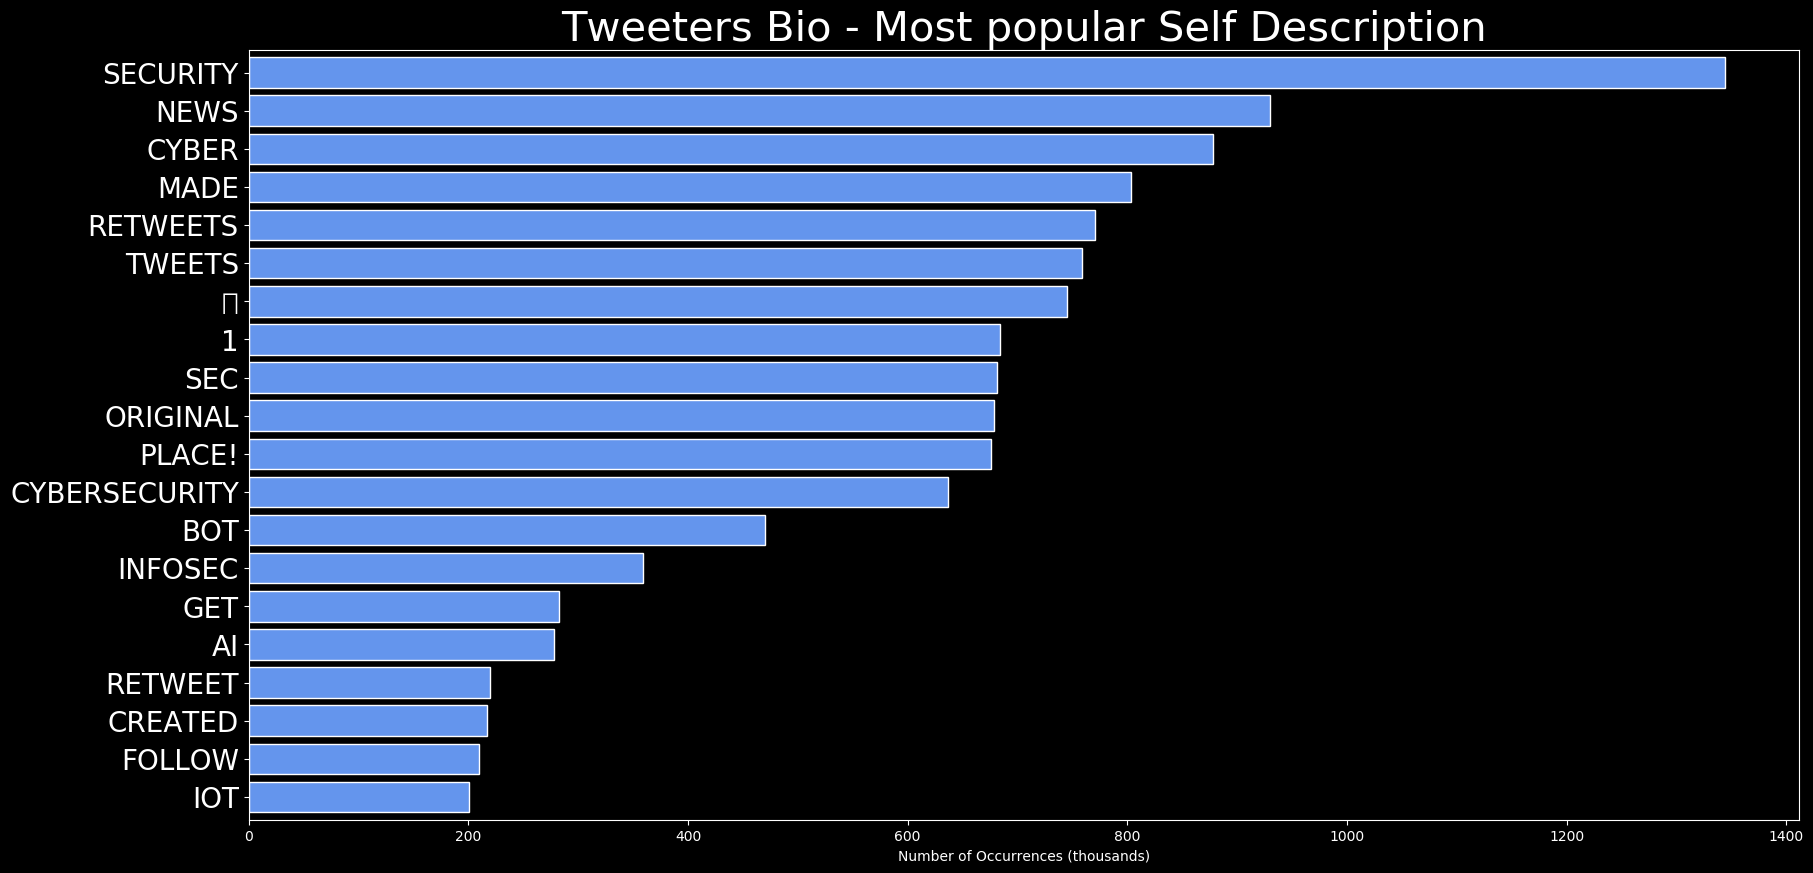 Tweeters Bio - Most popular Self Description
SECURITY
NEWS
CYBER
MADE
RETWEETS
TWEETS
1
SEC
ORIGINAL
PLACE!
CYBERSECURITY
BOT
INFOSEC
GET
AI
RETWEET
CREATED
FOLLOW
IOT
0 200 400 600 800 1000 1200 1400
Number of Occurrences (thousands)